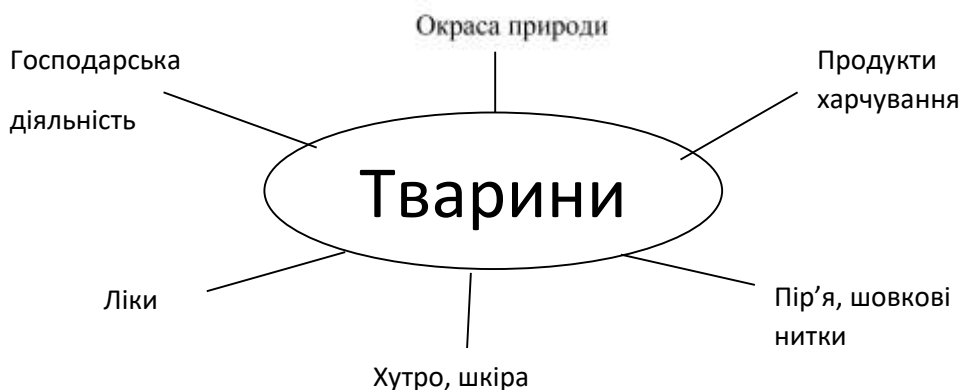 Окраса природи
Господарська
діяльність
Продукти
харчування
Тварини
Ліки
Пір’я, шовкові
нитки
Хутро, шкіра